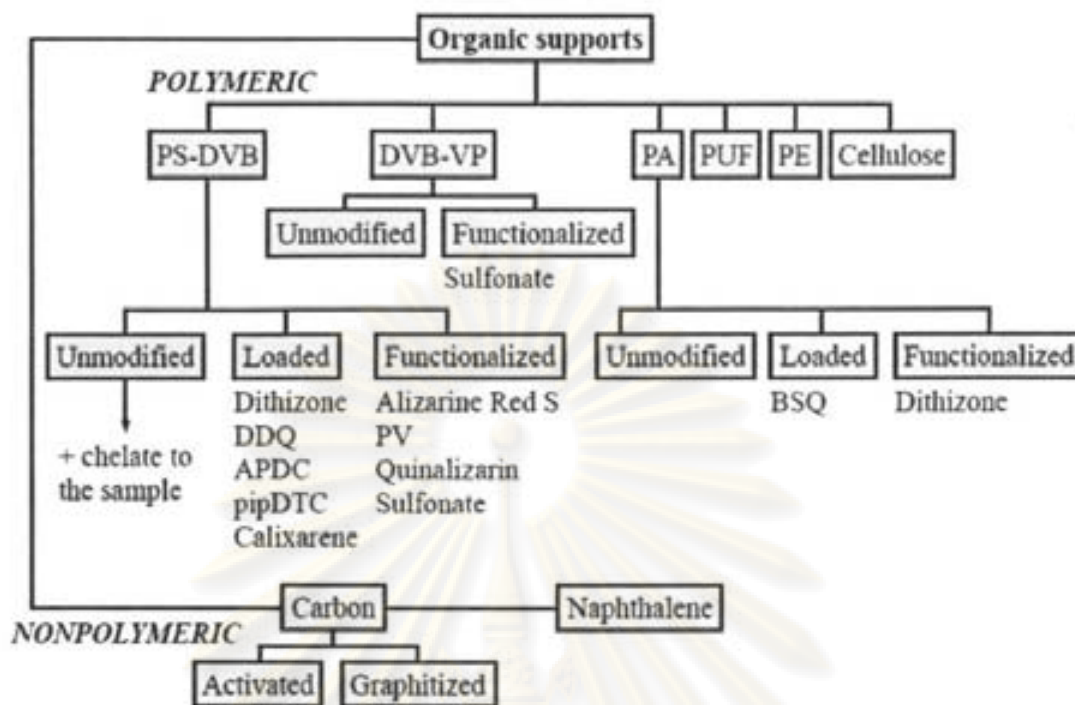 Organic supports
POLYMERIC
PS-DVB DVB-VP PA PUF PE Cellulose
Unmodified Functionalized
Sulfonate
Unmodified Loaded Functionalized Unmodified Loaded Functionalized
Dithizone Alizarine Red S BSQ Dithizone
DDQ PV
+ chelate to APDC Quinalizarin
the sample pipDTC Sulfonate
Calixarene
Carbon Naphthalene
NONPOLYMERIC
Activated Graphitized